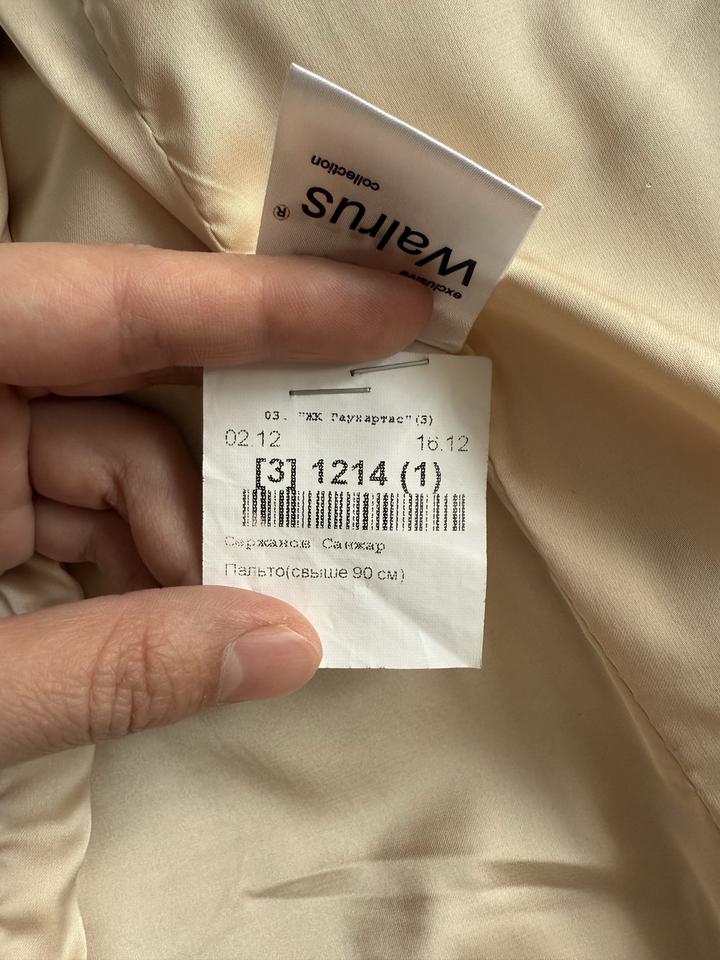 exclusive
Walrus®
collection
03. "ЖК Гаухартас"(3)
02.12 16.12
[3] 1214 (1)
Сержанов Санжар
Пальто(свыше 90 см)